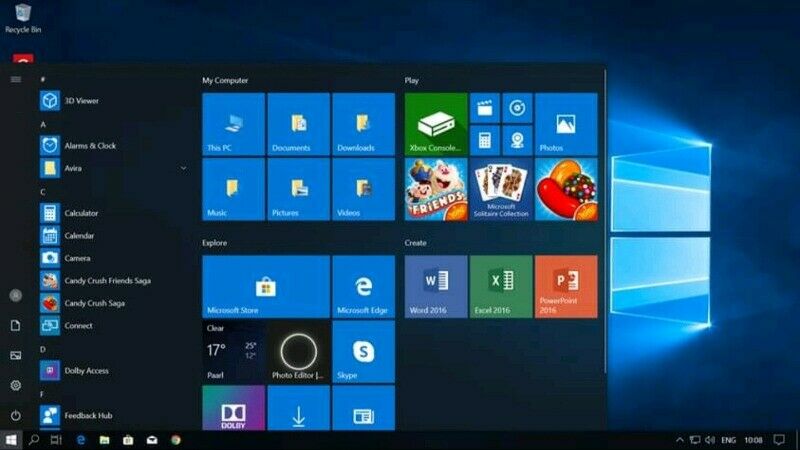 Recycle Bin
#
3D Viewer
A
Alarms & Clock
Avira
C
Calculator
Calendar
Camera
Candy Crush Friends Saga
Candy Crush Saga
Connect
D
Dolby Access
F
Feedback Hub
My Computer
This PC
Documents
Downloads
Music
Pictures
Videos
Explore
Microsoft Store
Microsoft Edge
Clear
17°
25°
12°
Paarl
Photo Editor |...
Skype
DOLBY
Play
Xbox Console...
Photos
FRIENDS
Microsoft
Solitaire Collection
Create
Word 2016
Excel 2016
PowerPoint
2016
ENG
10:08